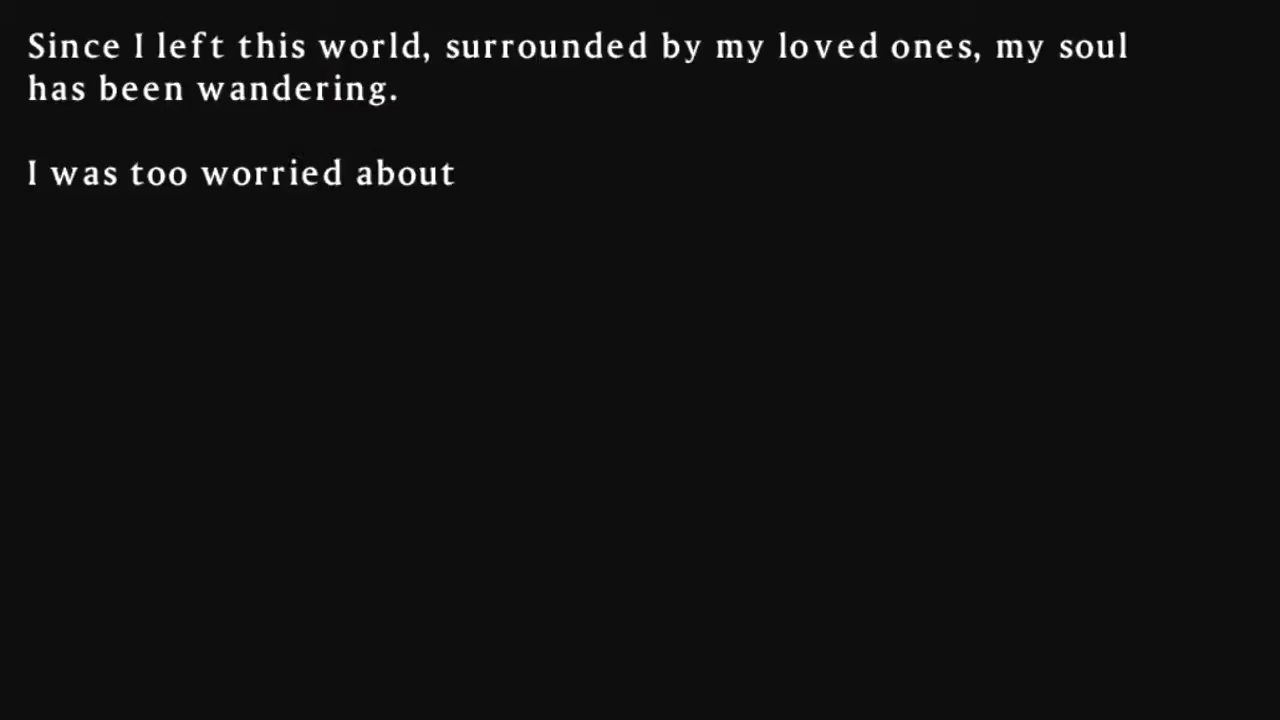 Since I left this world, surrounded by my loved ones, my soul
has been wandering.
I was too worried about